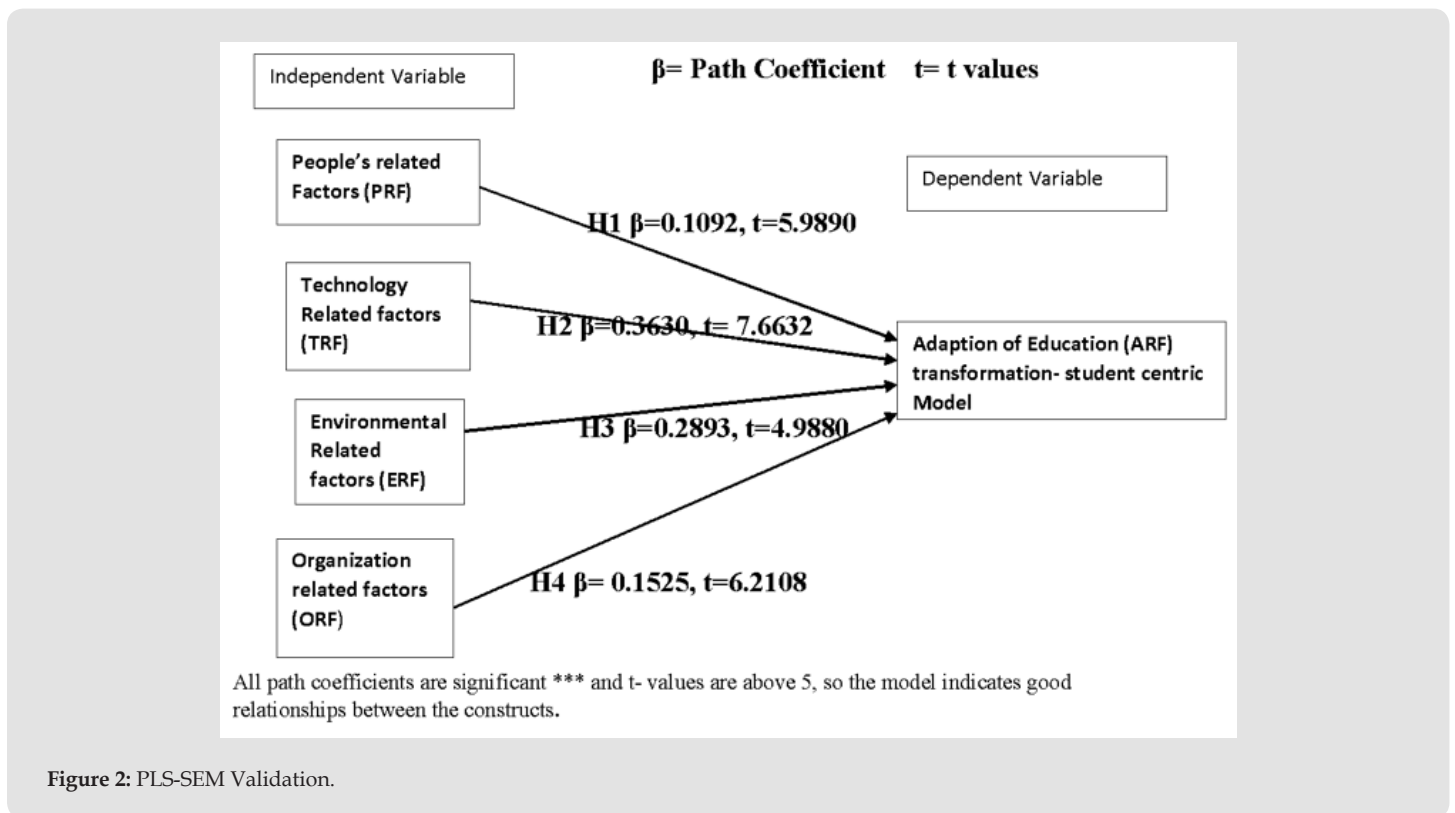 Independent Variable
β= Path Coefficient t= t values
People's related
Factors (PRF)
Dependent Variable
H1 β=0.1092, t=5.9890
Technology
Related factors
(TRF)
H2 β=0.3630, t= 7.6632
Adaption of Education (ARF)
transformation- student centric
Model
Environmental
Related
factors (ERF)
H3 β=0.2893, t=4.9880
Organization
related factors
(ORF)
H4 β= 0.1525, t=6.2108
All path coefficients are significant *** and t- values are above 5, so the model indicates good
relationships between the constructs.
Figure 2: PLS-SEM Validation.